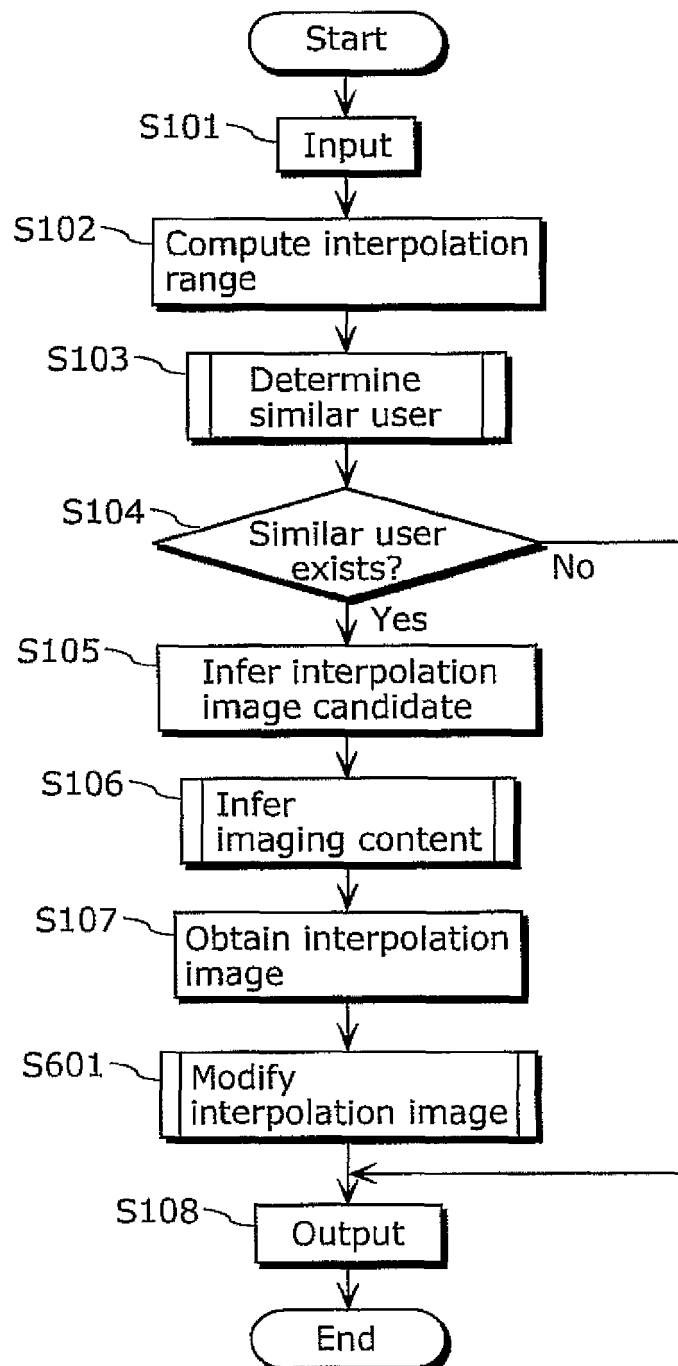 Start
S101
Input
S102
Compute interpolation
range
S103
Determine
similar user
S104
Similar user
exists?
No
Yes
S105
Infer interpolation
image candidate
S106
Infer
imaging content
S107
Obtain interpolation
image
S601
Modify
interpolation image
S108
Output
End